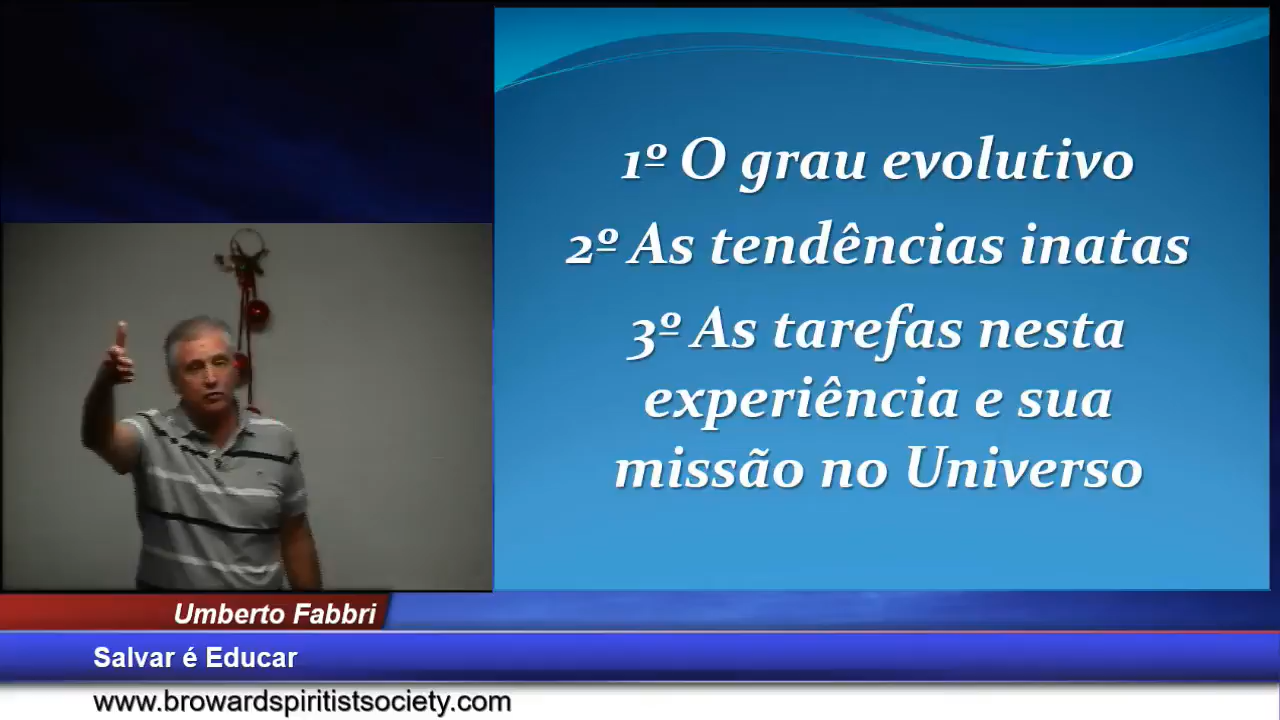 1º O grau evolutivo
2º As tendências inatas
3º As tarefas nesta
experiência e sua
missão no Universo
Umberto Fabbri
Salvar é Educar
www.browardspiritistsociety.com